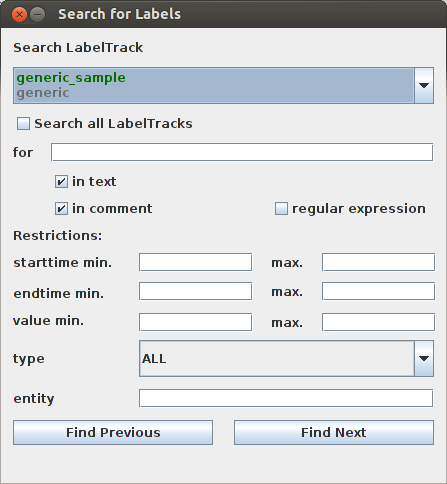 Search for Labels
Search LabelTrack
generic_sample
generic
Search all LabelTracks
for
in text
in comment regular expression
Restrictions:
starttime min. max.
endtime min. max.
value min. max.
type ALL
entity
Find Previous Find Next